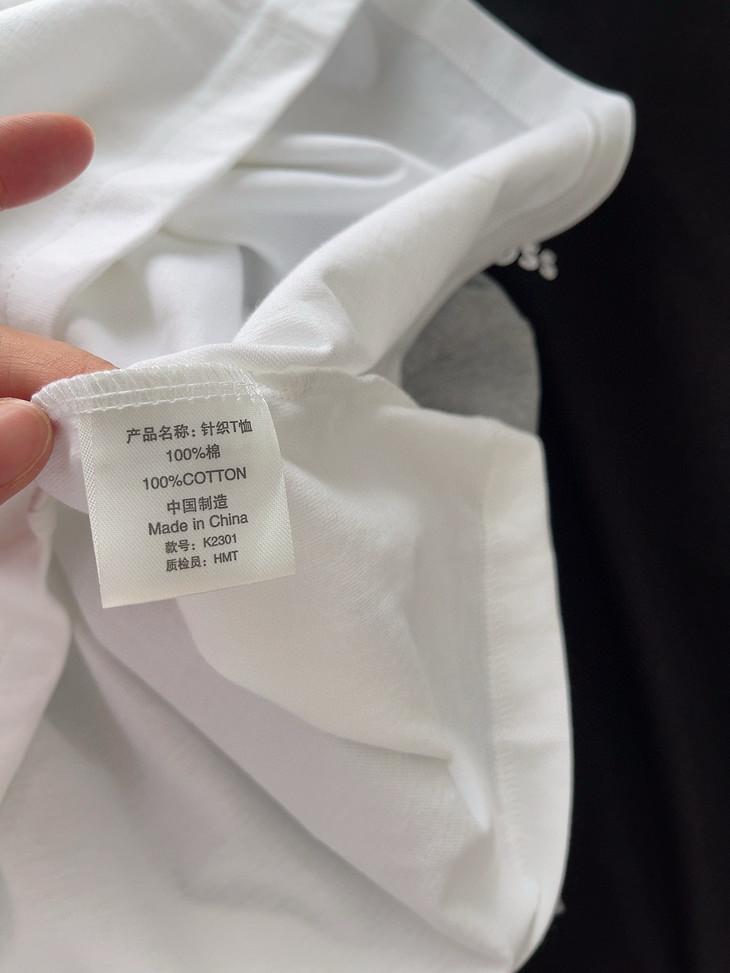 产品名称：针织T恤
100%棉
100%COTTON
中国制造
Made in China
款号：K2301
质检员：HMT